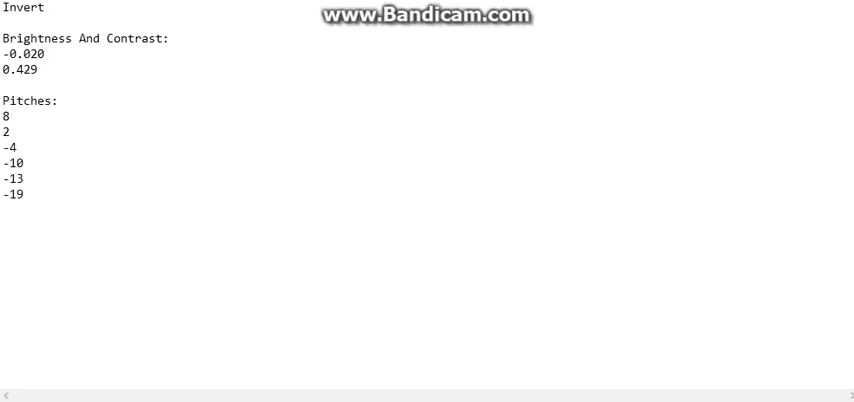 www.Bandicam.com
Invert
Brightness And Contrast:
-0.020
0.429
Pitches:
8
2
-4
-10
-13
-19